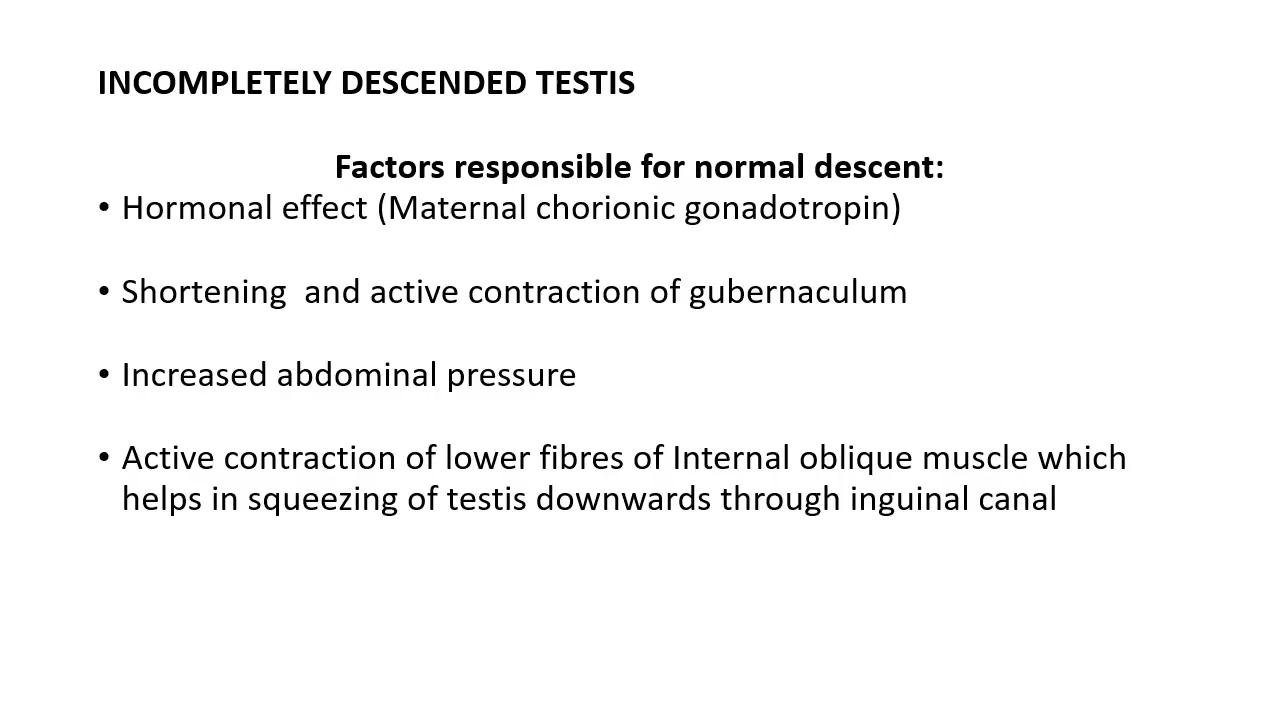 INCOMPLETELY DESCENDED TESTIS
Factors responsible for normal descent:
• Hormonal effect (Maternal chorionic gonadotropin)
• Shortening  and active contraction of gubernaculum
• Increased abdominal pressure
• Active contraction of lower fibres of Internal oblique muscle which
helps in squeezing of testis downwards through inguinal canal